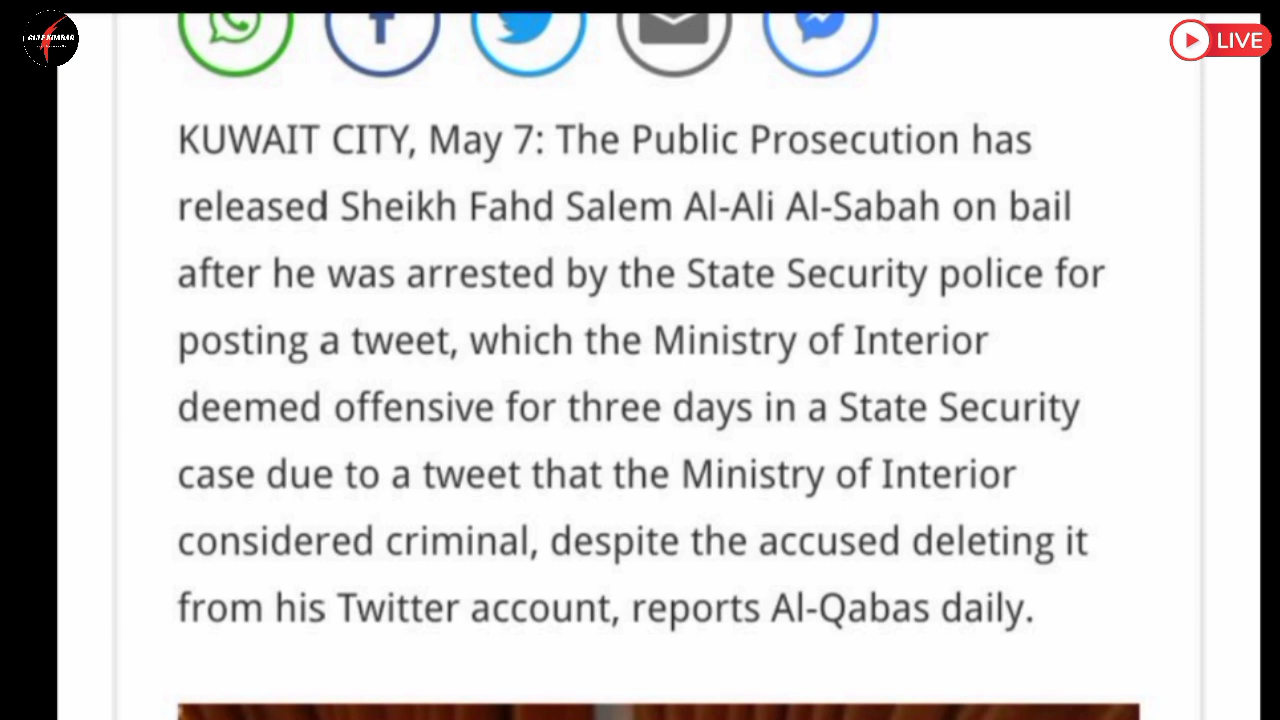 LIVE
KUWAIT CITY, May 7: The Public Prosecution has
released Sheikh Fahd Salem Al-Ali Al-Sabah on bail
after he was arrested by the State Security police for
posting a tweet, which the Ministry of Interior
deemed offensive for three days in a State Security
case due to a tweet that the Ministry of Interior
considered criminal, despite the accused deleting it
from his Twitter account, reports Al-Qabas daily.